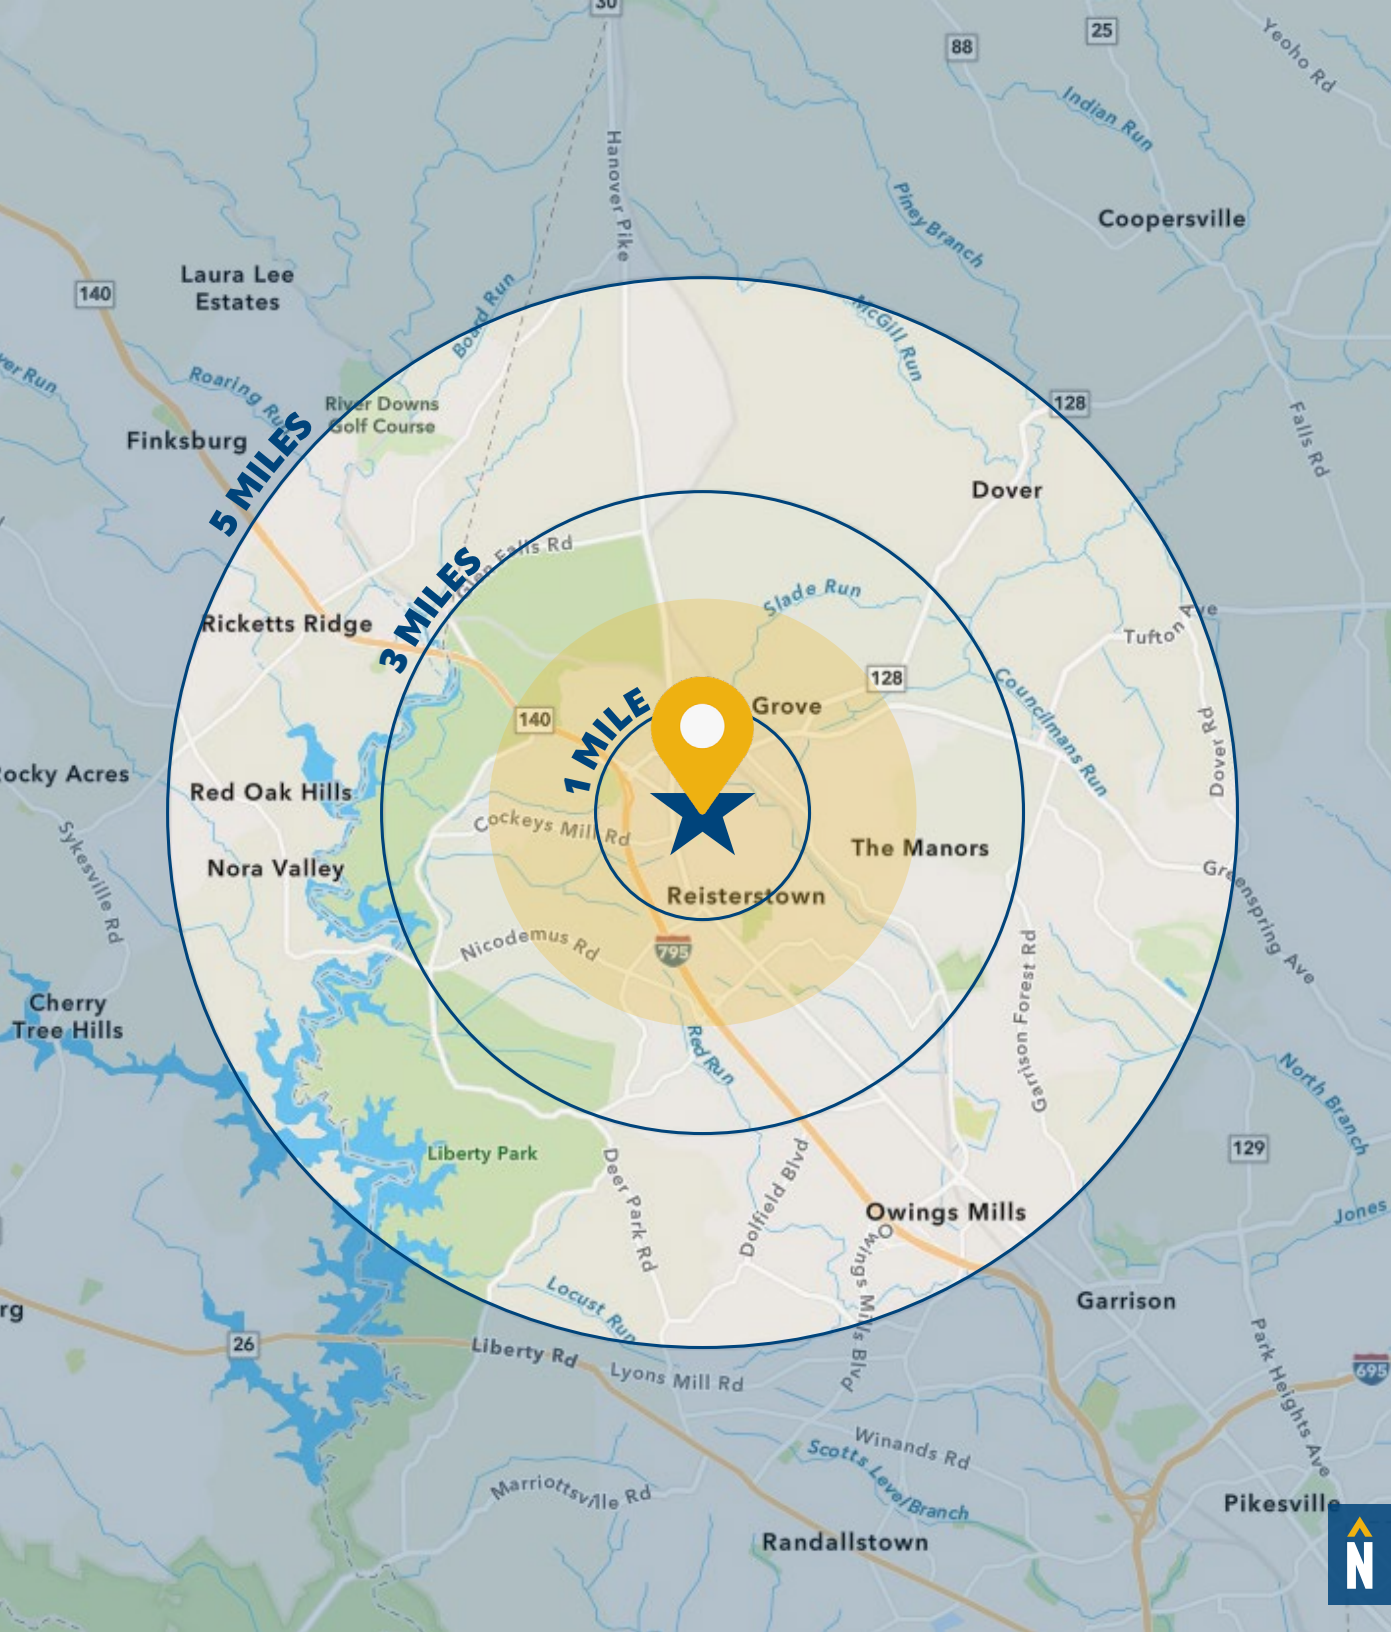 30
88
25
Yeoho Rd
Indian Run
Hanover Pike
Piney Branch
Coopersville
Laura Lee
Estates
140
Board Run
McGill Run
Roaring Run
River Downs
Golf Course
128
Falls Rd
Finksburg
5 MILES
Dover
Glen Falls Rd
3 MILES
Slade Run
Ricketts Ridge
Tufton Ave
128
Councilmans Run
1 MILE
Grove
140
Dover Rd
Rocky Acres
Red Oak Hills
Cockeys Mill Rd
The Manors
Sykesville Rd
Nora Valley
Greenspring Ave
Reisterstown
Nicodemus Rd
795
Garrison Forest Rd
Cherry
Tree Hills
Red Run
North Branch
Liberty Park
129
Deer Park Rd
Dolfield Blvd
Owings Mills
Jones
Owings Mills Blvd
Locust Run
Garrison
rg
26
Liberty Rd
Lyons Mill Rd
Park Heights Ave
695
Winands Rd
Scotts Level Branch
Marriottsville Rd
Pikesville
Randallstown
N